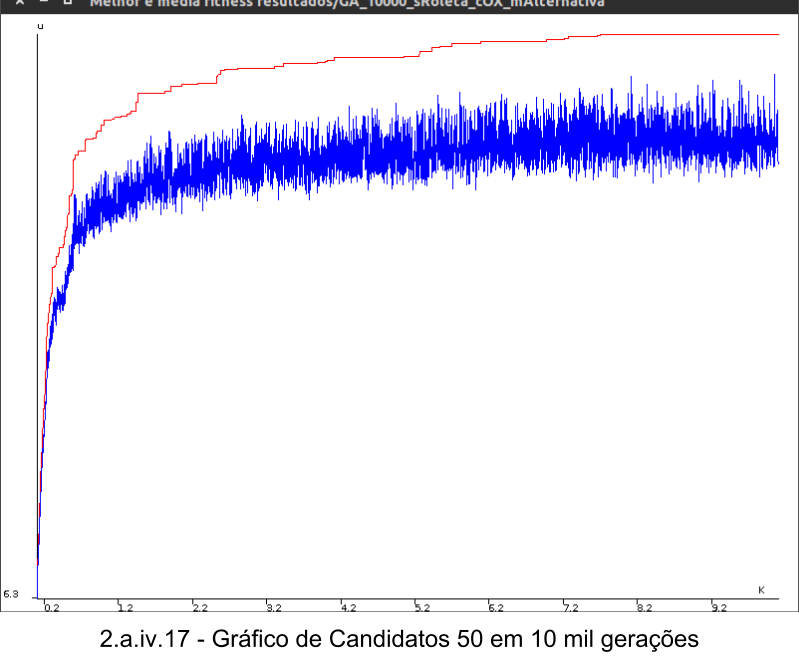 Melhor e média fitness resultados/GA_10000_sRoleta_cOX_mAlternativa
u
K
6.3
0.2 1.2 2.2 3.2 4.2 5.2 6.2 7.2 8.2 9.2
2.a.iv.17 - Gráfico de Candidatos 50 em 10 mil gerações